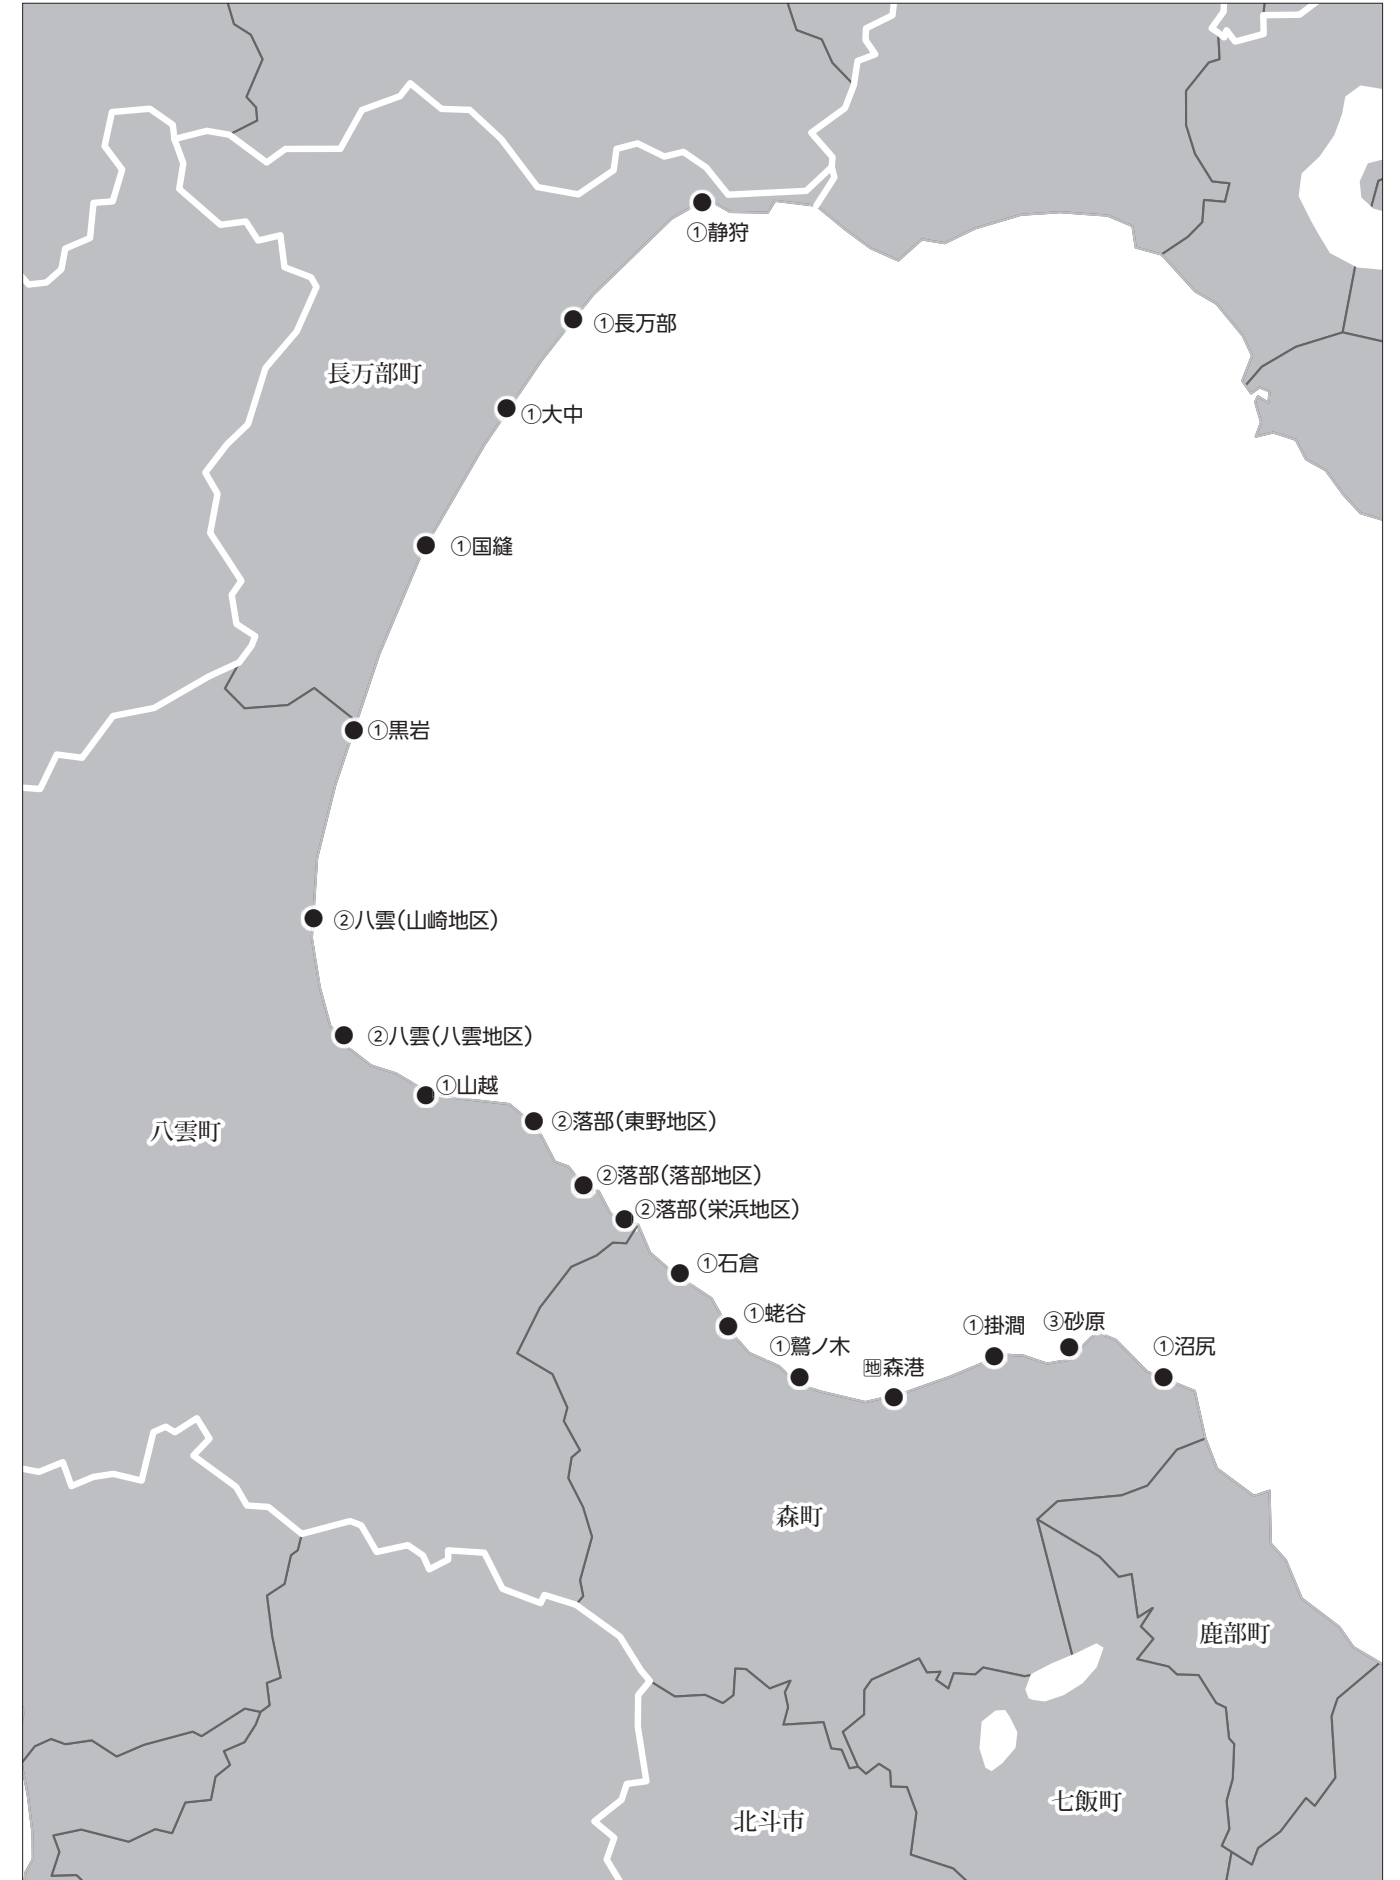 ①静狩
①長万部
長万部町
①大中
①国縫
①黒岩
②八雲(山崎地区)
②八雲(八雲地区)
①山越
②落部(東野地区)
八雲町
②落部(落部地区)
②落部(栄浜地区)
①石倉
①蛯谷
①鷲ノ木
地森港
①掛澗
③砂原
①沼尻
森町
鹿部町
七飯町
北斗市